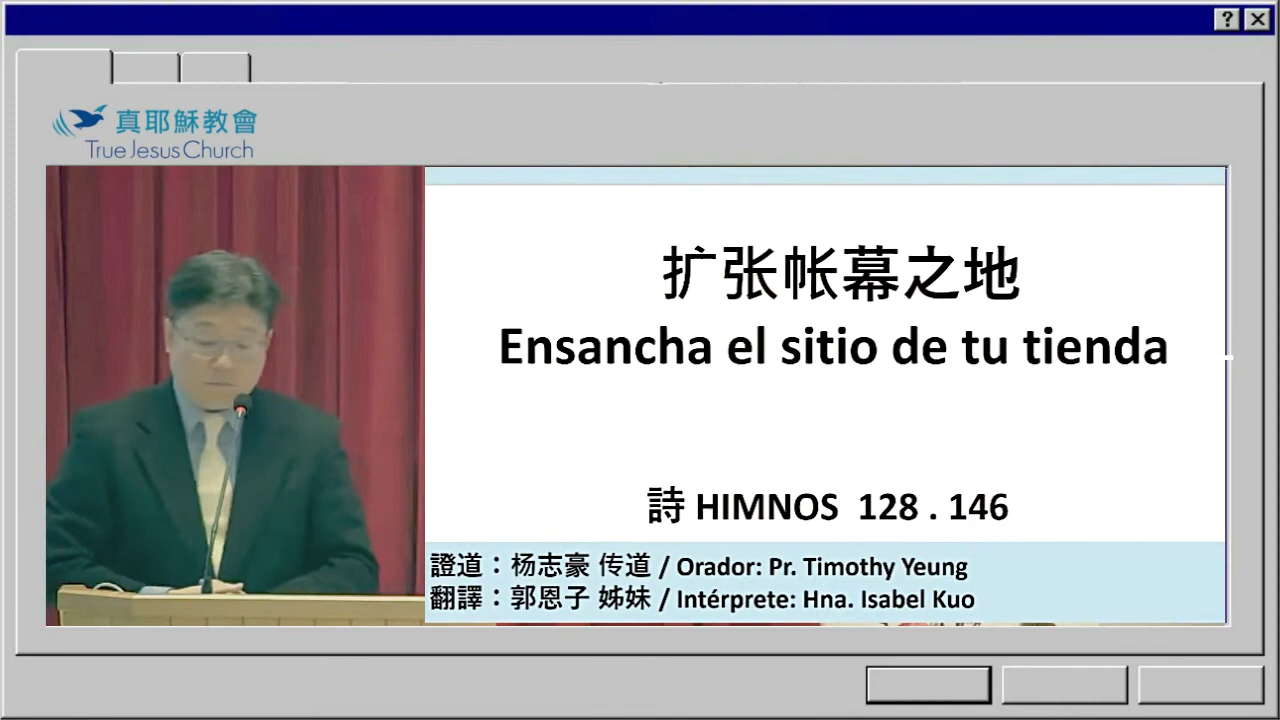 真耶穌教會
True Jesus Church
扩张帐幕之地
Ensancha el sitio de tu tienda
詩 HIMNOS 128 . 146
證道：杨志豪 传道 / Orador: Pr. Timothy Yeung
翻譯：郭恩子 姊妹 / Intérprete: Hna. Isabel Kuo